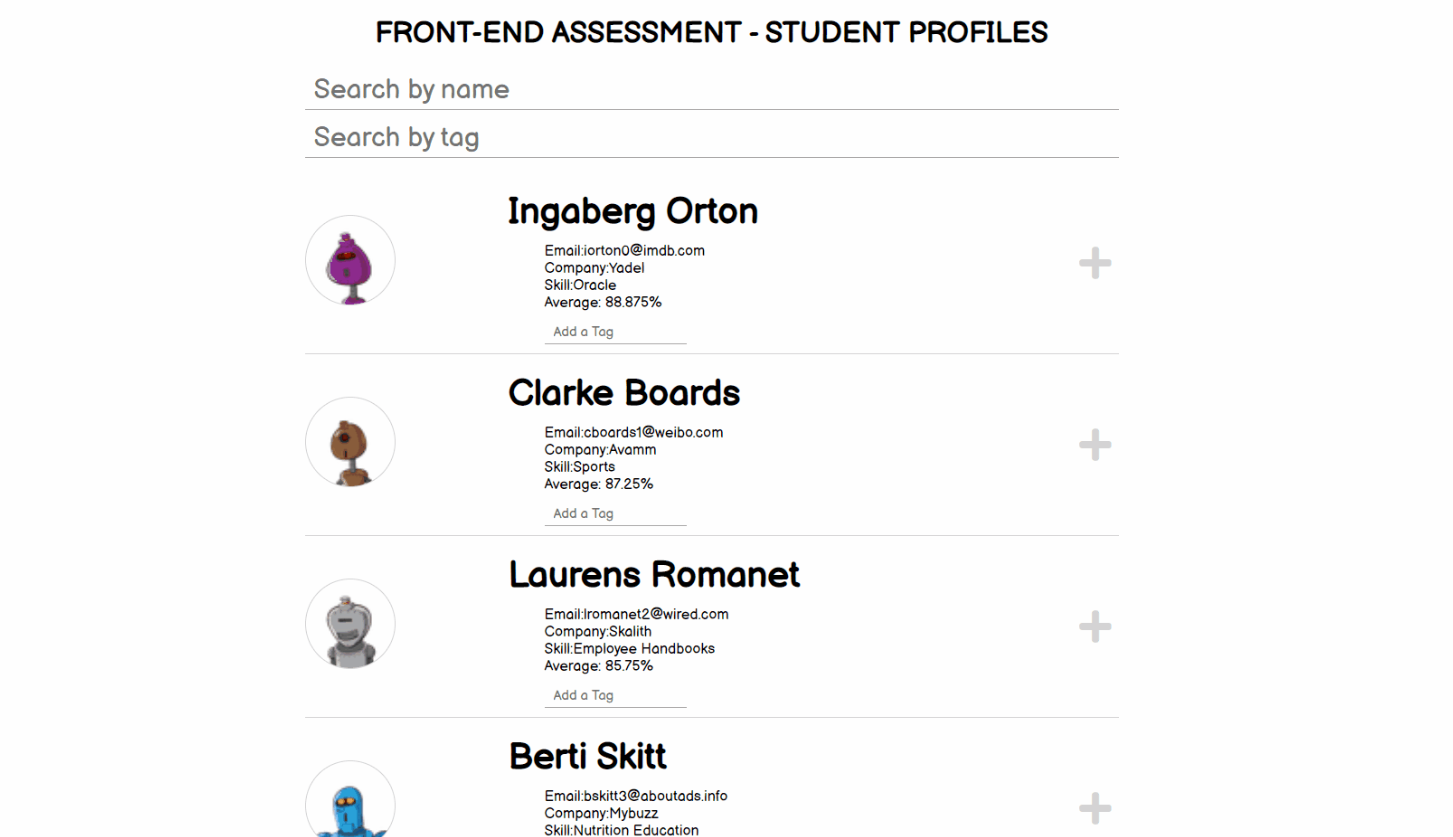 FRONT-END ASSESSMENT - STUDENT PROFILES
Search by name
Search by tag
Ingaberg Orton
Email:iorton0@imdb.com
Company:Yadel
Skill:Oracle
Average: 88.875%
Add a Tag
Clarke Boards
Email:cboards1@weibo.com
Company:Avamm
Skill:Sports
Average: 87.25%
Add a Tag
Laurens Romanet
Email:lromanet2@wired.com
Company:Skalith
Skill:Employee Handbooks
Average: 85.75%
Add a Tag
Berti Skitt
Email:bskitt3@aboutads.info
Company:Mybuzz
Skill:Nutrition Education